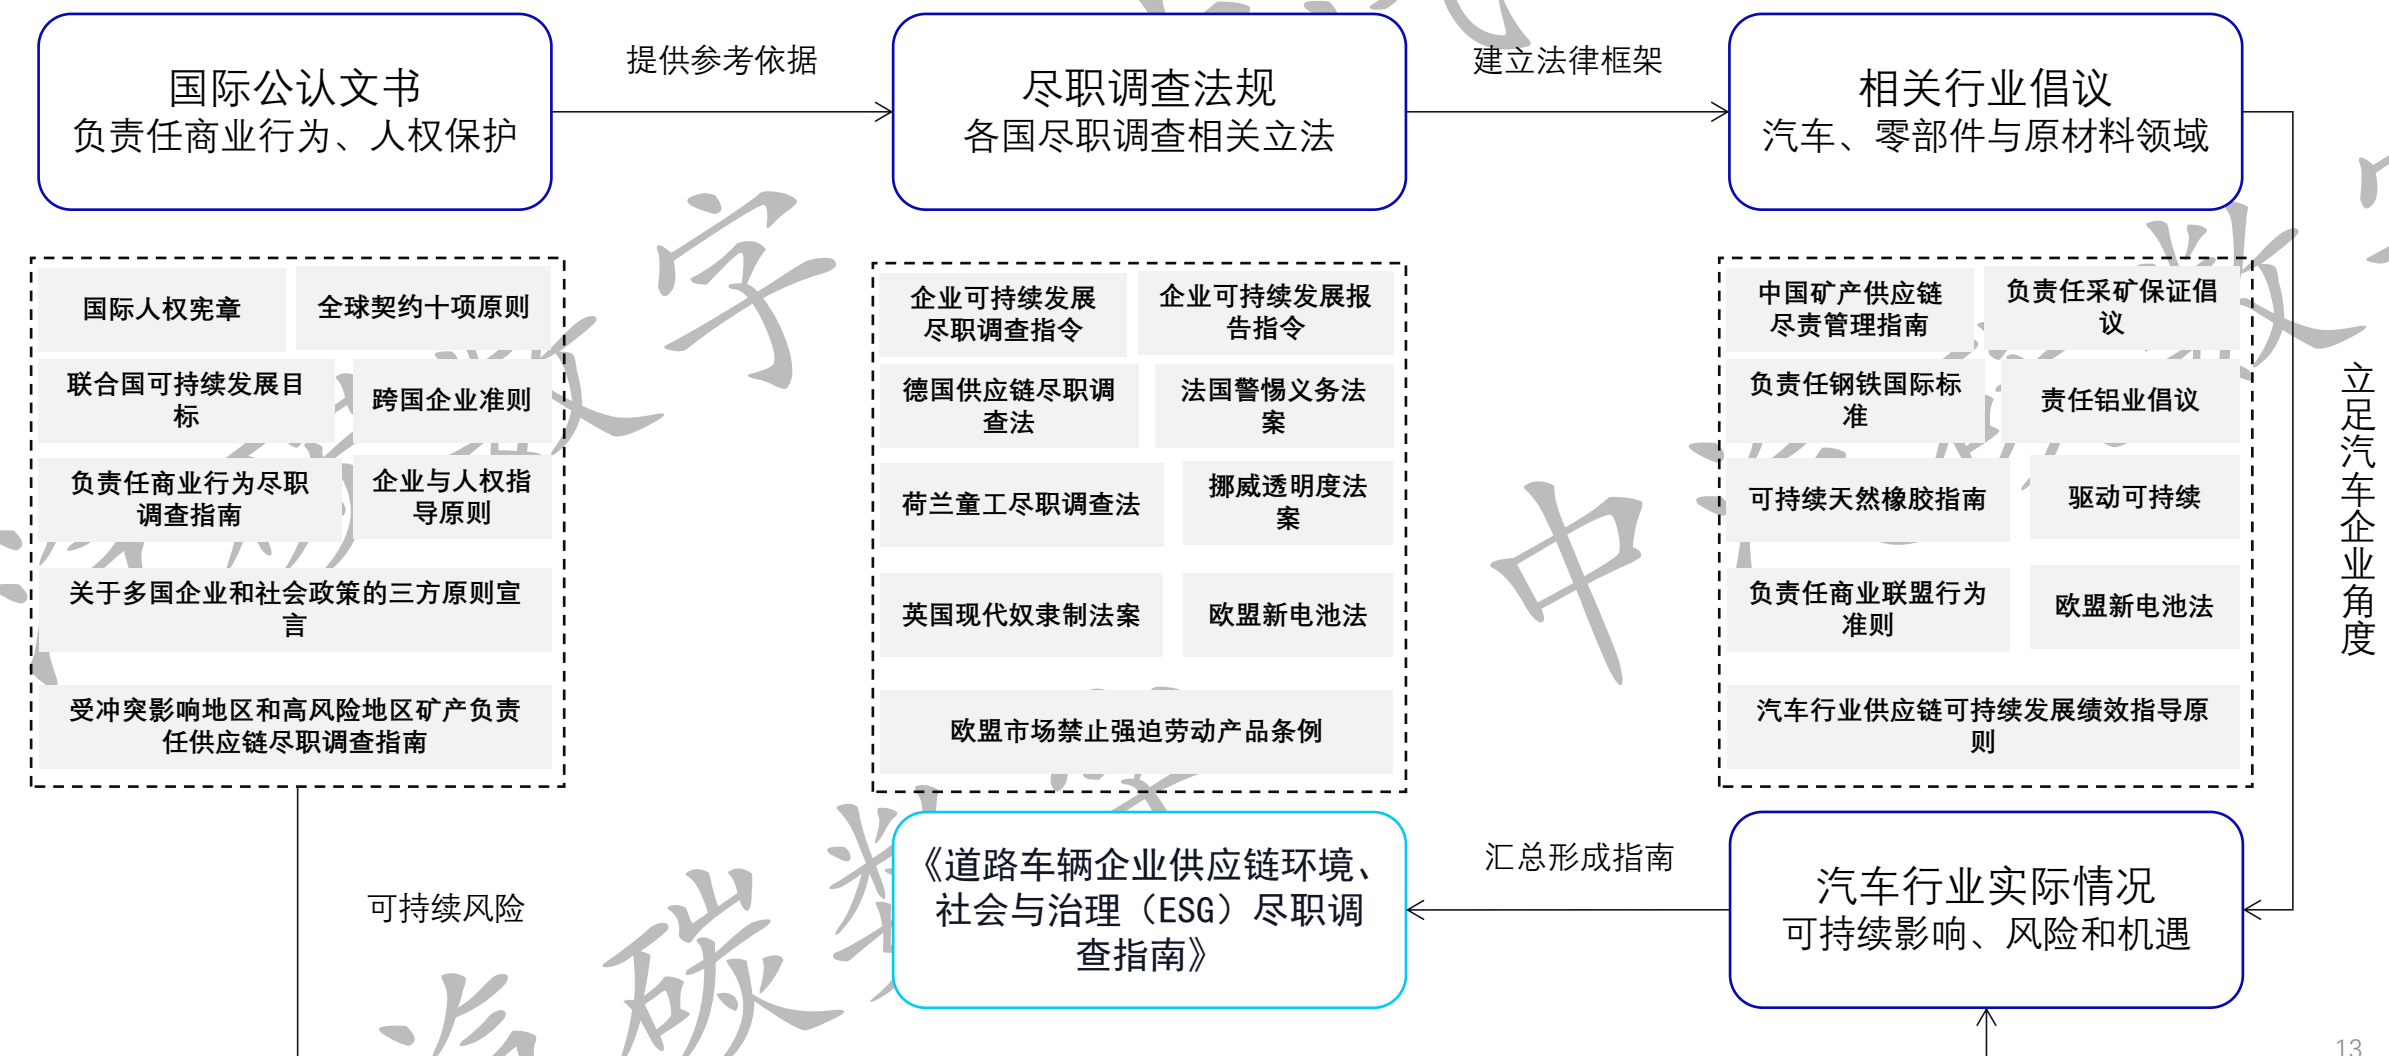 国际公认文书
负责任商业行为、人权保护
提供参考依据
尽职调查法规
各国尽职调查相关立法
建立法律框架
相关行业倡议
汽车、零部件与原材料领域
国际人权宪章
全球契约十项原则
联合国可持续发展目
标
跨国企业准则
负责任商业行为尽职
调查指南
企业与人权指
导原则
关于多国企业和社会政策的三方原则宣
言
受冲突影响地区和高风险地区矿产负责
任供应链尽职调查指南
企业可持续发展
尽职调查指令
企业可持续发展报
告指令
德国供应链尽职调
查法
法国警惕义务法
案
荷兰童工尽职调查法
挪威透明度法
案
英国现代奴隶制法案
欧盟新电池法
欧盟市场禁止强迫劳动产品条例
中国矿产供应链
尽责管理指南
负责任采矿保证倡
议
负责任钢铁国际标
准
责任铝业倡议
可持续天然橡胶指南
驱动可持续
负责任商业联盟行为
准则
欧盟新电池法
汽车行业供应链可持续发展绩效指导原
则
立足汽车企业角度
可持续风险
《道路车辆企业供应链环境、
社会与治理（ESG）尽职调
查指南》
汇总形成指南
汽车行业实际情况
可持续影响、风险和机遇
13